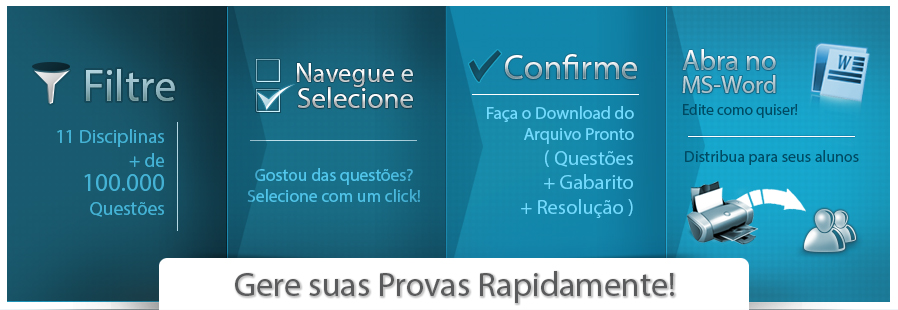 Filtre
11 Disciplinas
+ de
100.000
Questões
Navegue e
Selecione
Gostou das questões?
Selecione com um click!
Confirme
Faça o Download do
Arquivo Pronto
( Questões
+ Gabarito
+ Resolução )
Abra no
MS-Word
Edite como quiser!
W
Distribua para seus alunos
Gere suas Provas Rapidamente!